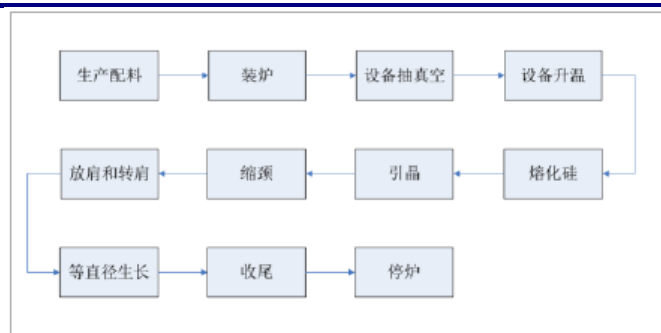 生产配料 装炉 设备抽真空 设备升温
放肩和转肩 缩颈 引晶 熔化硅
等直径生长 收尾 停炉